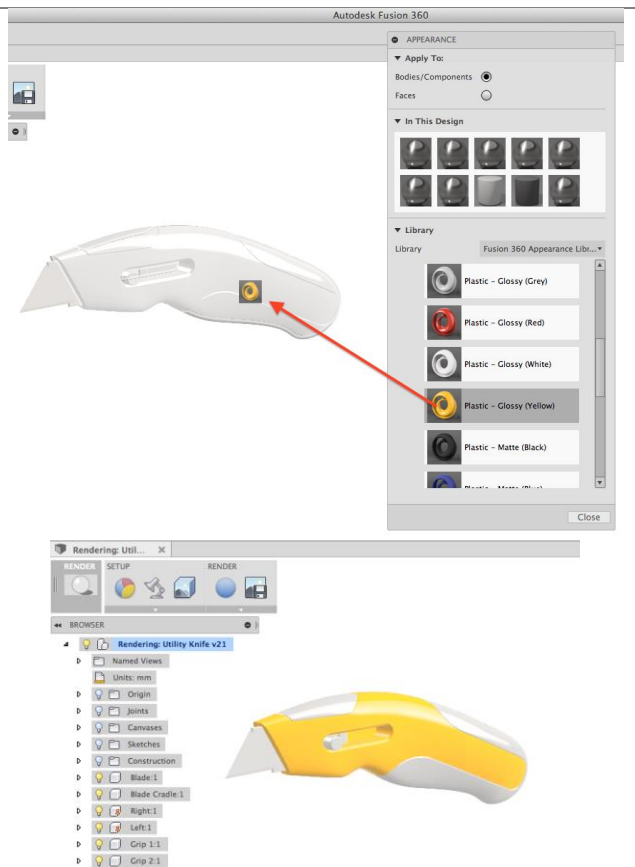 Autodesk Fusion 360
APPEARANCE
Apply To:
Bodies/Components
Faces
In This Design
Library
Library
Fusion 360 Appearance Libr...
Plastic - Glossy (Grey)
Plastic - Glossy (Red)
Plastic - Glossy (White)
Plastic - Glossy (Yellow)
Plastic - Matte (Black)
Plastic - Matte (Blue)
Close
Rendering: Util... X
RENDER SETUP RENDER
BROWSER
Rendering: Utility Knife v21
Named Views
Units: mm
Origin
Joints
Canvases
Sketches
Construction
Blade:1
Blade Cradle:1
Right:1
Left:1
Grip 1:1
Grip 2:1